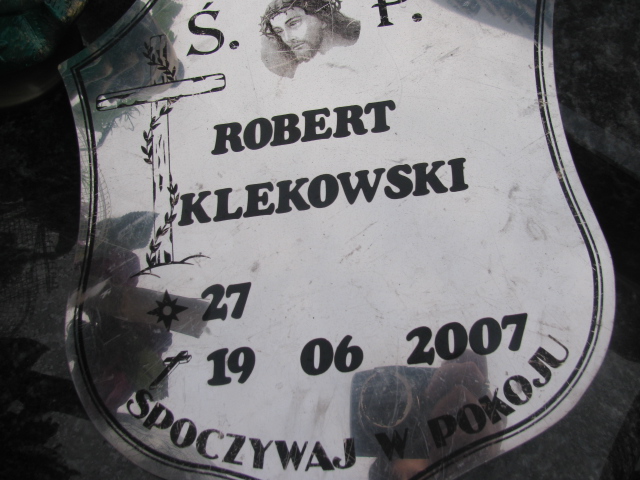 Ś. P.
ROBERT
KLEKOWSKI
27
19 06 2007
SPOCZYWAJ W POKOJU